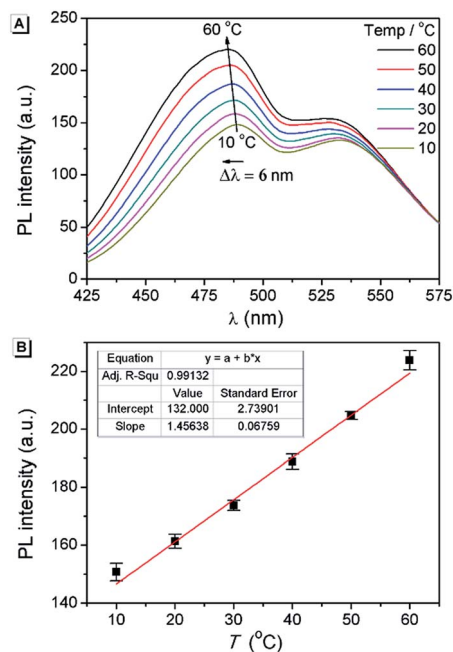 A
PL intensity (a.u.)
250
200
150
100
50
0
60 °C
10 °C
Δλ = 6 nm
Temp / °C
60
50
40
30
20
10
425 450 475 500 525 550 575
λ (nm)
B
PL intensity (a.u.)
220
200
180
160
140
Equation y = a + b*x
Adj. R-Squ 0.99132
Value Standard Error
Intercept 132.000 2.73901
Slope 1.45638 0.06759
10 20 30 40 50 60
T (°C)